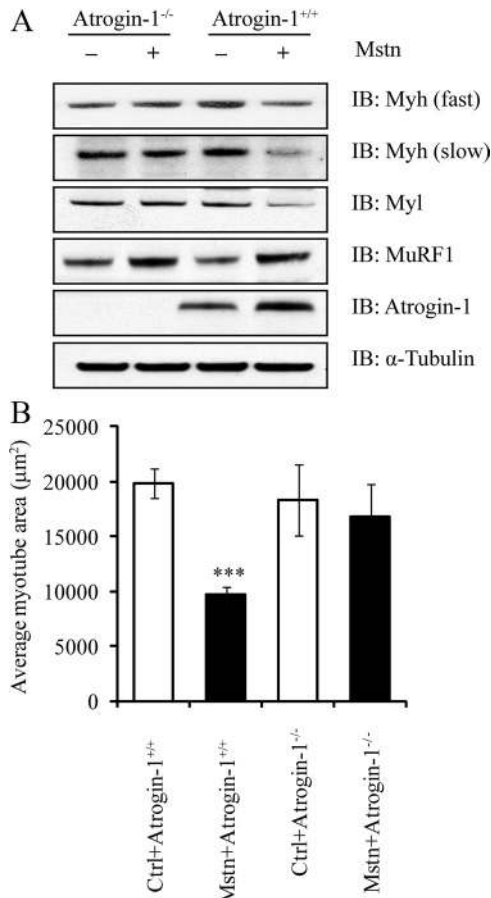 A
Atrogin-1-/- Atrogin-1+/+
– + – + Mstn
IB: Myh (fast)
IB: Myh (slow)
IB: Myl
IB: MuRF1
IB: Atrogin-1
IB: α-Tubulin
B
Average myotube area (µm²)
25000
20000
15000
10000
5000
0
***
Ctrl+Atrogin-1+/+
Mstn+Atrogin-1+/+
Ctrl+Atrogin-1-/-
Mstn+Atrogin-1-/-